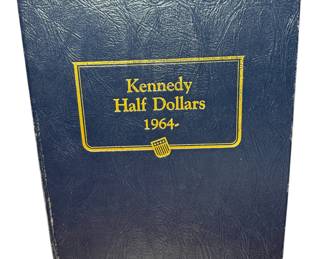 Kennedy
Half Dollars
1964-